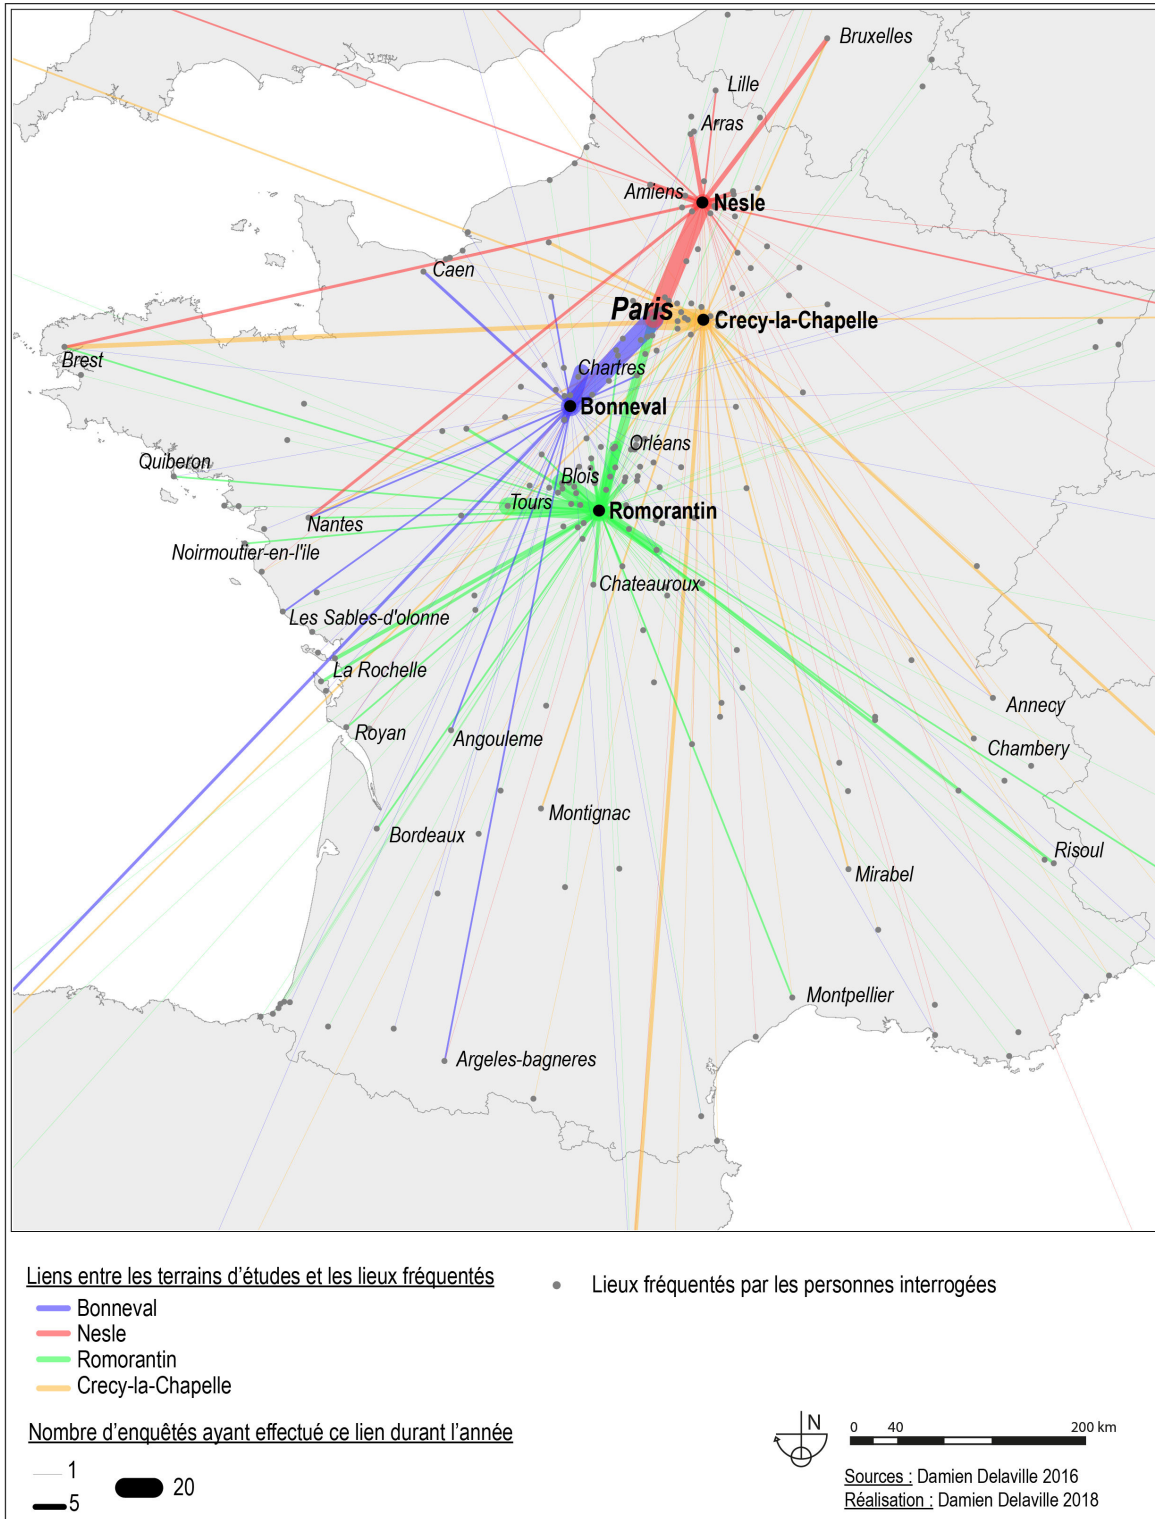 Bruxelles
Lille
Arras
Amiens
Nesle
Caen
Paris
Crecy-la-Chapelle
Brest
Chartres
Bonneval
Orléans
Quiberon
Blois
Tours
Romorantin
Nantes
Noirmoutier-en-l'ile
Chateauroux
Les Sables-d'olonne
La Rochelle
Annecy
Royan
Angouleme
Chambery
Montignac
Bordeaux
Risoul
Mirabel
Montpellier
Argeles-bagneres
Liens entre les terrains d'études et les lieux fréquentés
Lieux fréquentés par les personnes interrogées
Bonneval
Nesle
Romorantin
Crecy-la-Chapelle
Nombre d'enquêtés ayant effectué ce lien durant l'année
1
5
20
N
0 40 200 km
Sources : Damien Delaville 2016
Réalisation : Damien Delaville 2018